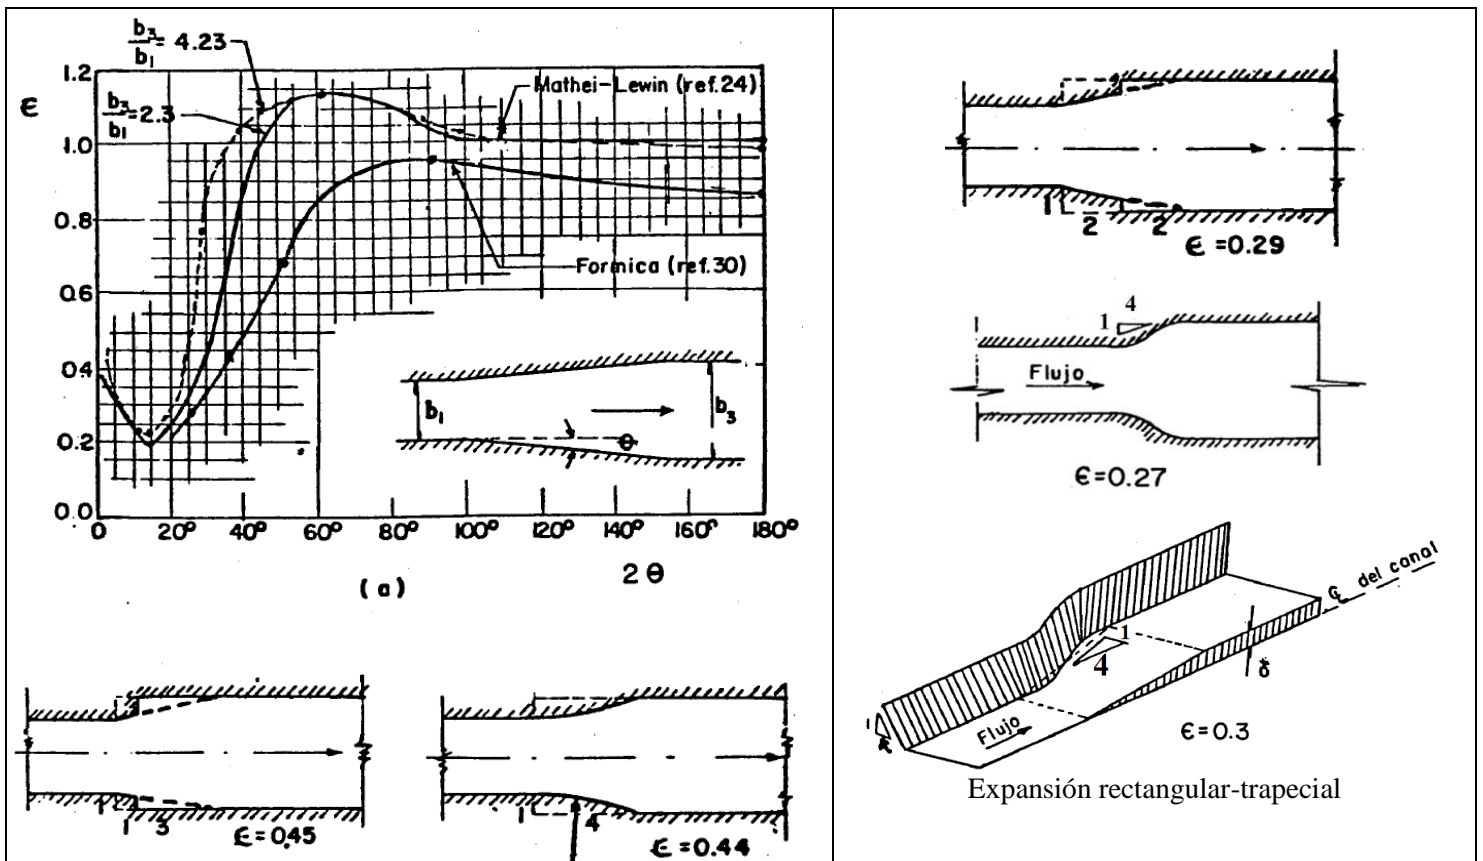 b₃/b₁ = 4.23
b₃/b₁ = 2.3
ϵ
1.2
1.0
0.8
0.6
0.4
0.2
0.0
Mathei-Lewin (ref.24)
Formica (ref.30)
b₁
b₃
θ
0 20° 40° 60° 80° 100° 120° 140° 160° 180°
(a)
2θ
1
1 3
ϵ=0.45
1
4
ϵ=0.44
1
2 2
ϵ=0.29
4
1
Flujo
ϵ=0.27
₵ del canal
1
4
δ
1
Flujo
ϵ=0.3
Expansión rectangular-trapecial